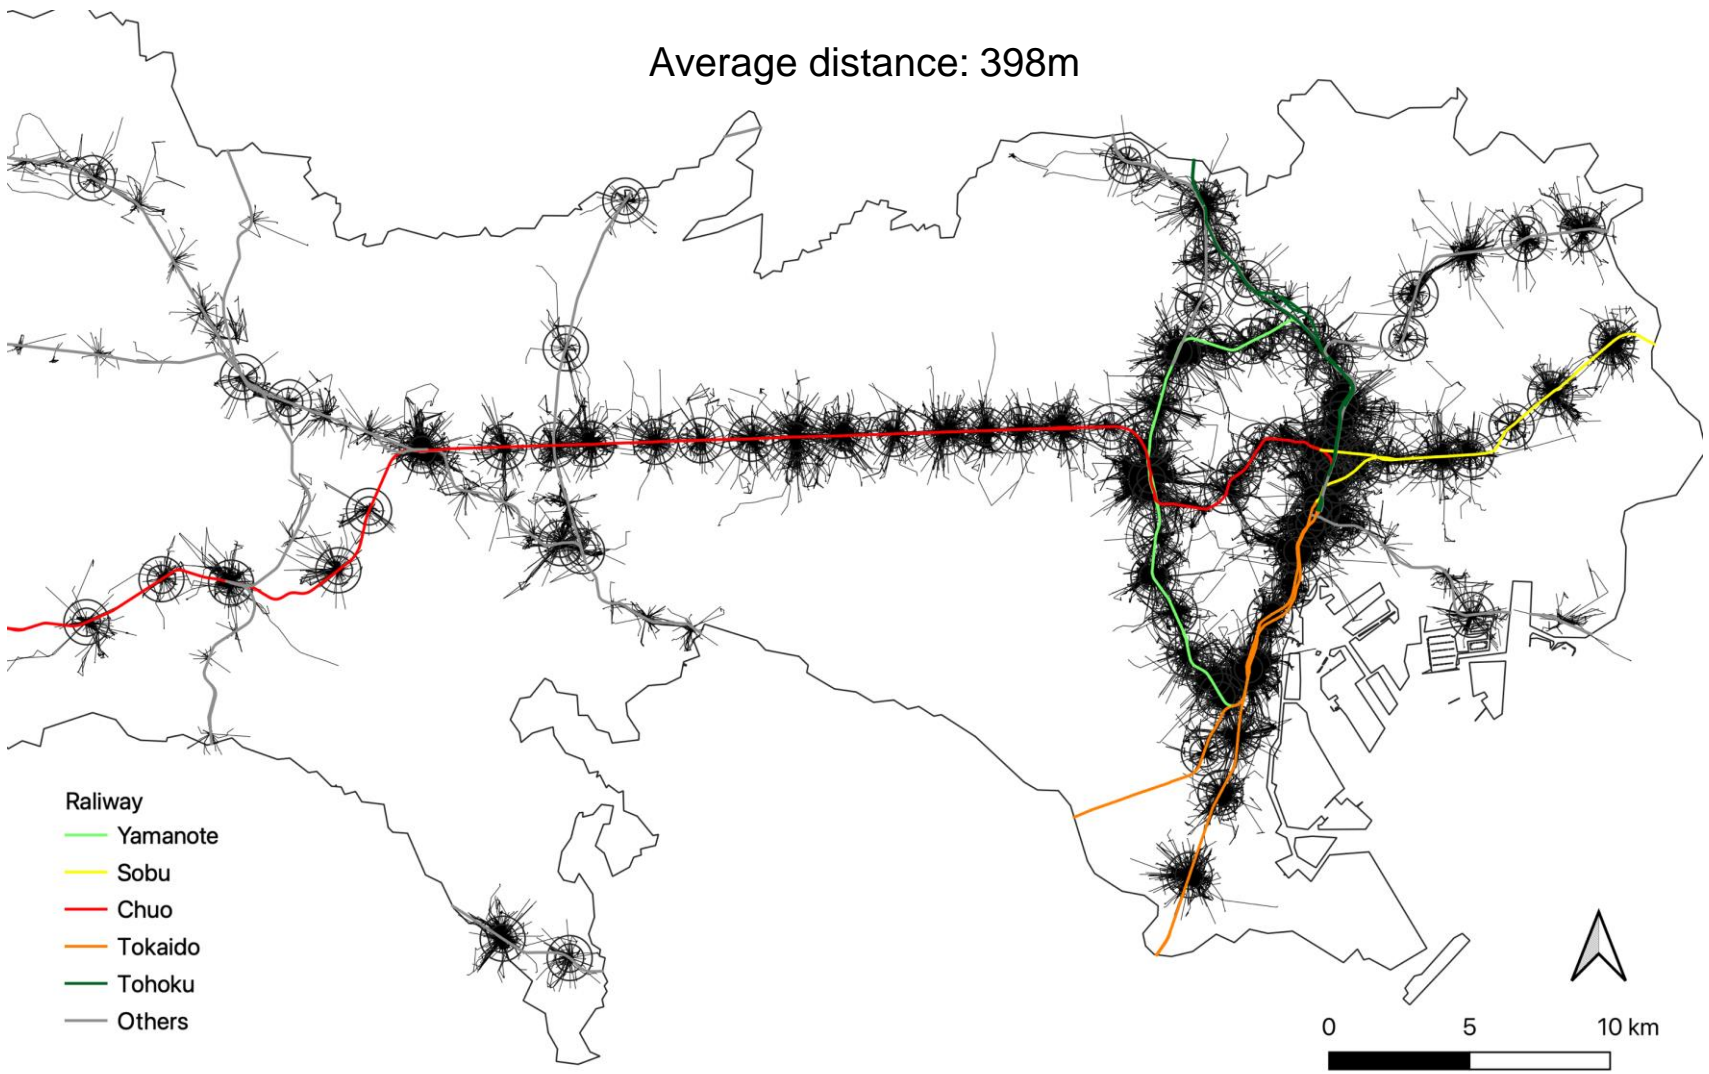 Average distance: 398m
Raliway
Yamanote
Sobu
Chuo
Tokaido
Tohoku
Others
0 5 10 km